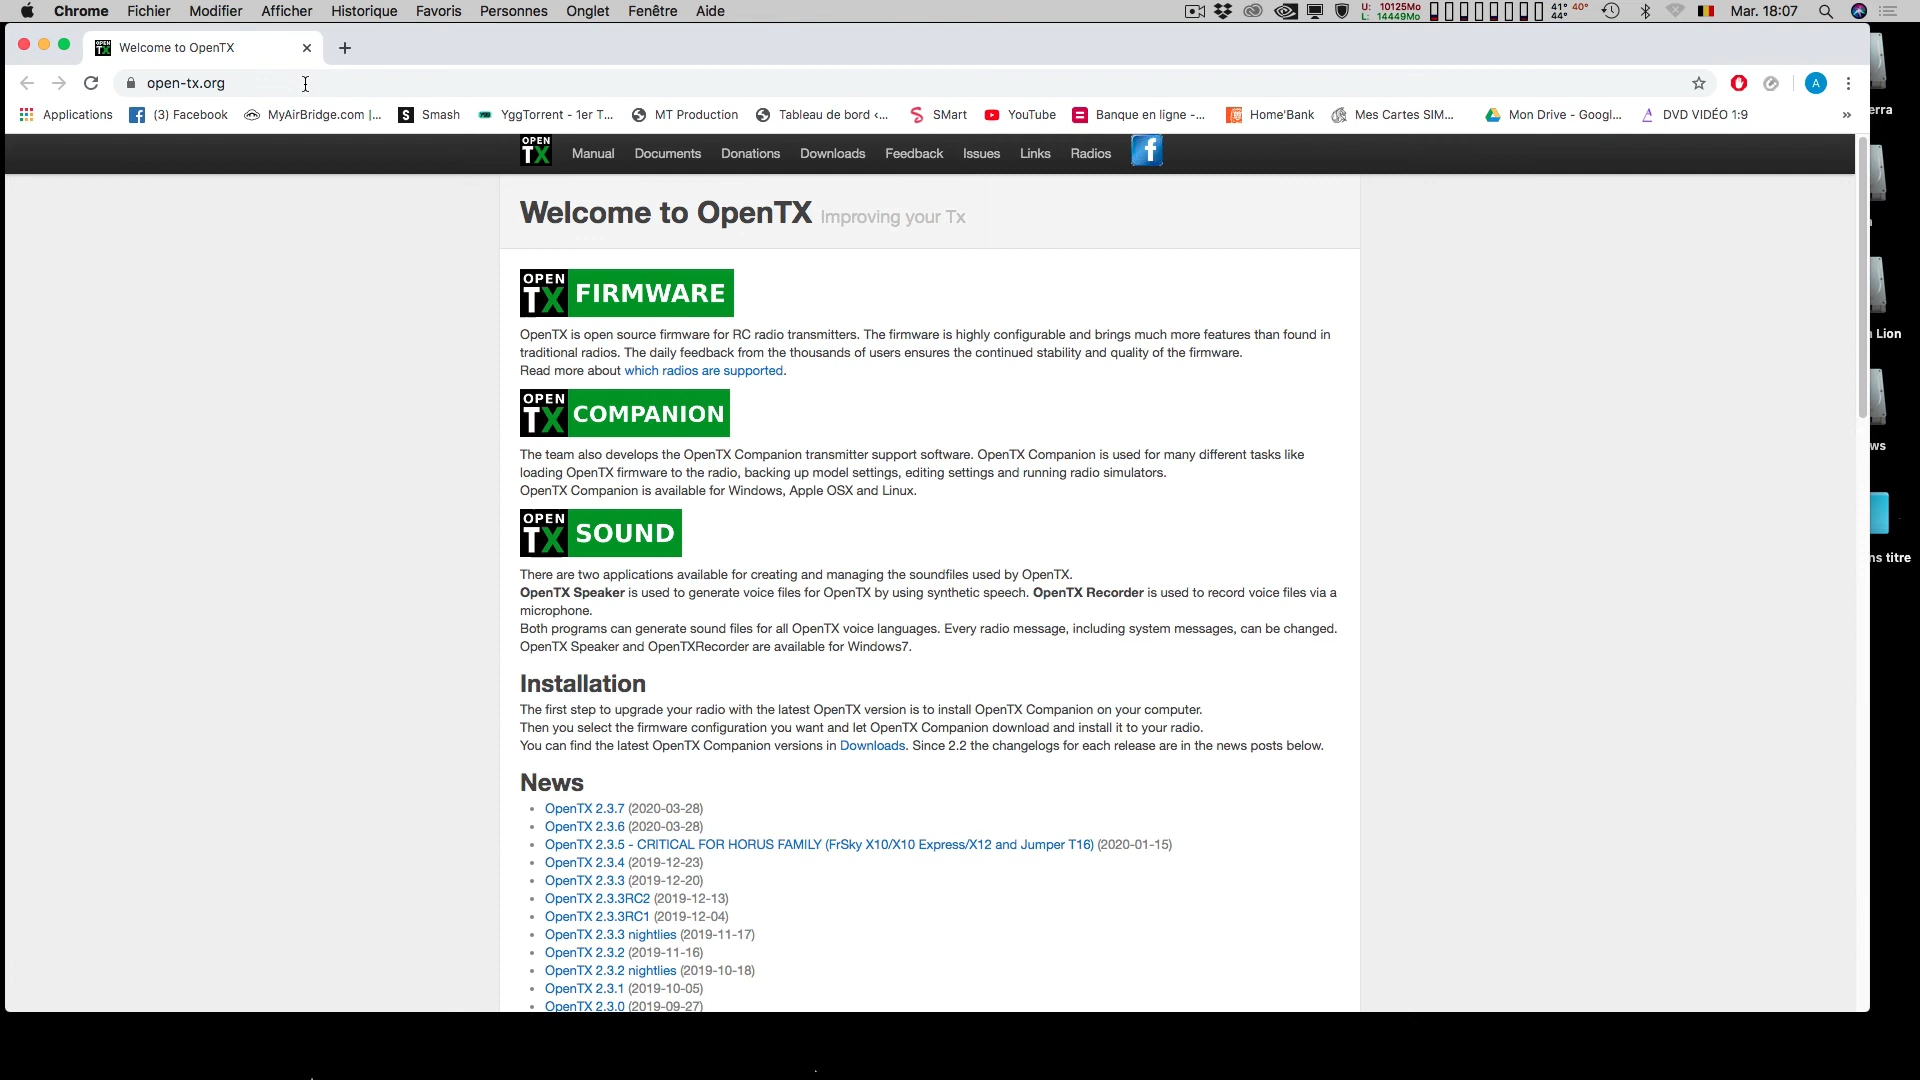 Chrome Fichier Modifier Afficher Historique Favoris Personnes Onglet Fenêtre Aide U: 10125Mo L: 14449Mo 41° 40° 44° Mar. 18:07
Welcome to OpenTX
open-tx.org A
Applications (3) Facebook MyAirBridge.com |... S Smash YggTorrent - 1er T... MT Production Tableau de bord ‹... SMart YouTube Banque en ligne -... Home'Bank Mes Cartes SIM... Mon Drive - Googl... DVD VIDÉO 1:9 »
OPEN TX Manual Documents Donations Downloads Feedback Issues Links Radios f
Welcome to OpenTX Improving your Tx
OPEN TX FIRMWARE
OpenTX is open source firmware for RC radio transmitters. The firmware is highly configurable and brings much more features than found in
traditional radios. The daily feedback from the thousands of users ensures the continued stability and quality of the firmware.
Read more about which radios are supported.
OPEN TX COMPANION
The team also develops the OpenTX Companion transmitter support software. OpenTX Companion is used for many different tasks like
loading OpenTX firmware to the radio, backing up model settings, editing settings and running radio simulators.
OpenTX Companion is available for Windows, Apple OSX and Linux.
OPEN TX SOUND
There are two applications available for creating and managing the soundfiles used by OpenTX.
OpenTX Speaker is used to generate voice files for OpenTX by using synthetic speech. OpenTX Recorder is used to record voice files via a
microphone.
Both programs can generate sound files for all OpenTX voice languages. Every radio message, including system messages, can be changed.
OpenTX Speaker and OpenTXRecorder are available for Windows7.
Installation
The first step to upgrade your radio with the latest OpenTX version is to install OpenTX Companion on your computer.
Then you select the firmware configuration you want and let OpenTX Companion download and install it to your radio.
You can find the latest OpenTX Companion versions in Downloads. Since 2.2 the changelogs for each release are in the news posts below.
News
• OpenTX 2.3.7 (2020-03-28)
• OpenTX 2.3.6 (2020-03-28)
• OpenTX 2.3.5 - CRITICAL FOR HORUS FAMILY (FrSky X10/X10 Express/X12 and Jumper T16) (2020-01-15)
• OpenTX 2.3.4 (2019-12-23)
• OpenTX 2.3.3 (2019-12-20)
• OpenTX 2.3.3RC2 (2019-12-13)
• OpenTX 2.3.3RC1 (2019-12-04)
• OpenTX 2.3.3 nightlies (2019-11-17)
• OpenTX 2.3.2 (2019-11-16)
• OpenTX 2.3.2 nightlies (2019-10-18)
• OpenTX 2.3.1 (2019-10-05)
• OpenTX 2.3.0 (2019-09-27)
erra
Lion
ws
ns titre